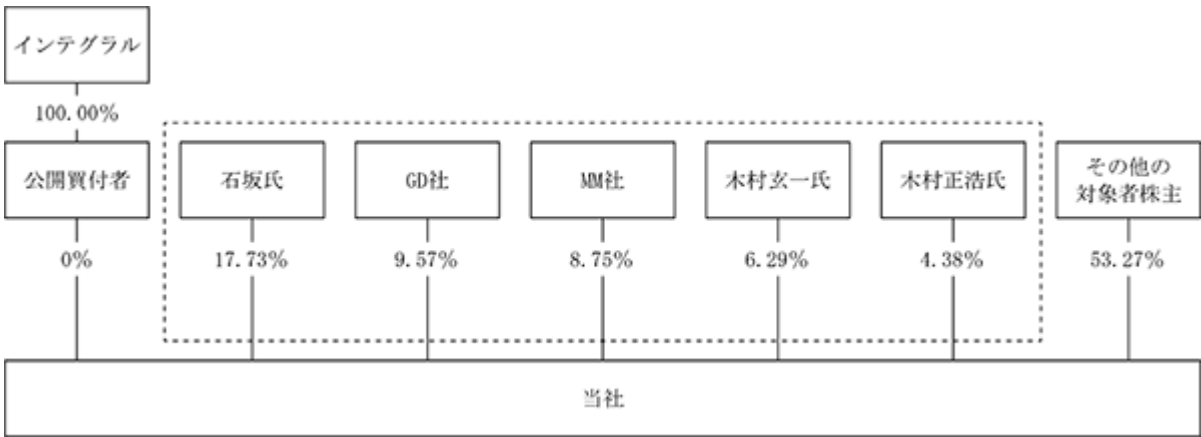 インテグラル
100.00%
公開買付者
石坂氏
GD社
MM社
木村玄一氏
木村正浩氏
その他の
対象者株主
0%
17.73%
9.57%
8.75%
6.29%
4.38%
53.27%
当社